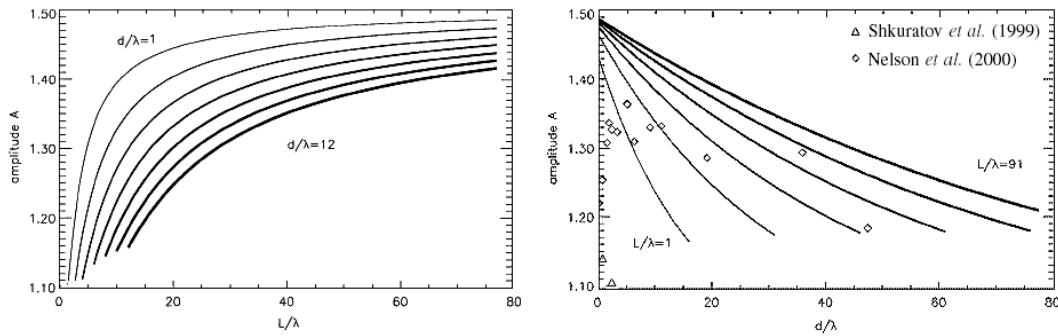 1.50
1.40
1.30
1.20
1.10
amplitude A
d/λ=1
d/λ=12
0
20
40
60
80
L/λ
1.50
1.40
1.30
1.20
1.10
amplitude A
△ Shkuratov et al. (1999)
◇ Nelson et al. (2000)
L/λ=91
L/λ=1
0
20
40
60
80
d/λ